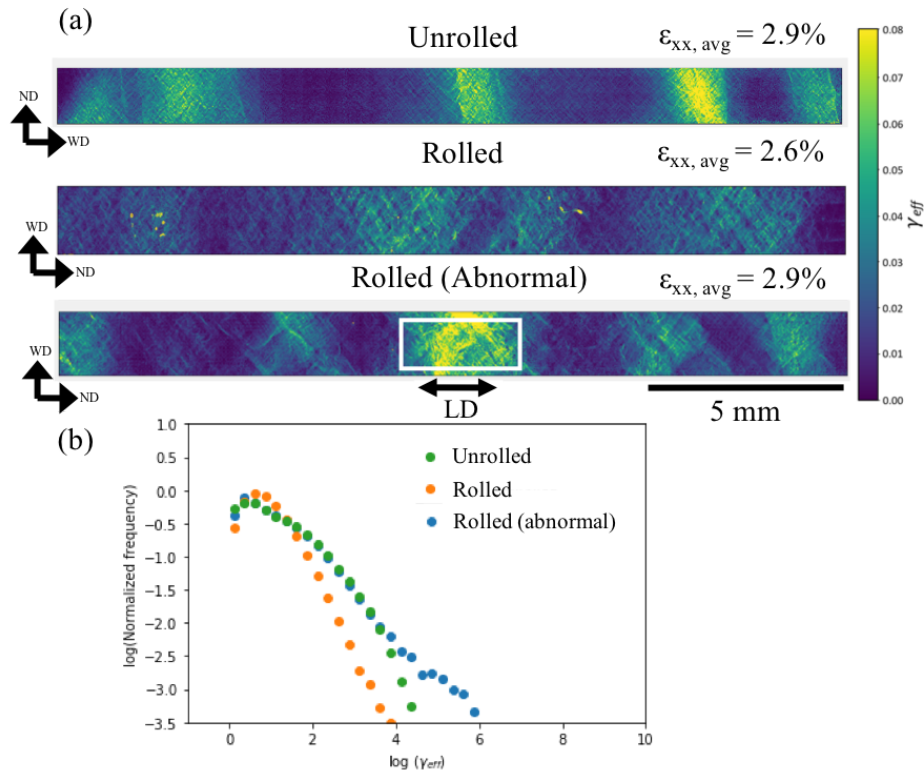 (a)
Unrolled
εxx, avg = 2.9%
ND
WD
Rolled
εxx, avg = 2.6%
WD
ND
Rolled (Abnormal)
εxx, avg = 2.9%
WD
ND
LD
5 mm
0.08
0.07
0.06
0.05
0.04
0.03
0.02
0.01
0.00
γeff
(b)
1.0
0.5
0.0
−0.5
−1.0
−1.5
−2.0
−2.5
−3.0
−3.5
log(Normalized frequency)
Unrolled
Rolled
Rolled (abnormal)
0 2 4 6 8 10
log (γeff)